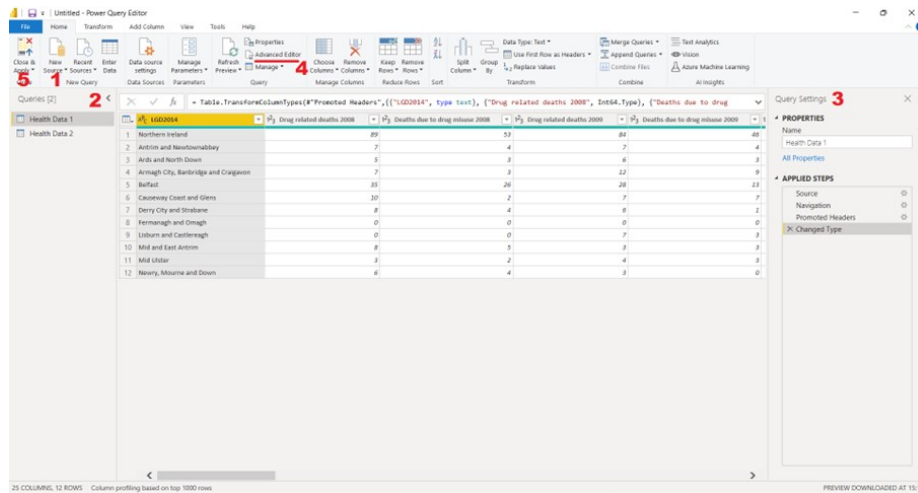 Untitled - Power Query Editor
File Home Transform Add Column View Tools Help
Close & Apply
New Source
Recent Sources
Enter Data
Data source settings
Manage Parameters
Refresh Preview
Properties
Advanced Editor
Manage
Choose Columns
Remove Columns
Keep Rows
Remove Rows
Split Column
Group By
Data Type: Text
Use First Row as Headers
Replace Values
Merge Queries
Append Queries
Combine Files
Text Analytics
Vision
Azure Machine Learning
5 1 4
New Query Data Sources Parameters Query Manage Columns Reduce Rows Sort Transform Combine AI Insights
Queries [2] 2
= Table.TransformColumnTypes(#"Promoted Headers",{{"LGD2014", type text}, {"Drug related deaths 2008", Int64.Type}, {"Deaths due to drug
Query Settings 3
Health Data 1
Health Data 2
LGD2014 Drug related deaths 2008 Deaths due to drug misuse 2008 Drug related deaths 2009 Deaths due to drug misuse 2009
1 Northern Ireland 89 53 84 46
2 Antrim and Newtownabbey 7 4 7 4
3 Ards and North Down 5 3 6 3
4 Armagh City, Banbridge and Craigavon 7 3 12 9
5 Belfast 35 26 28 13
6 Causeway Coast and Glens 10 2 7 7
7 Derry City and Strabane 8 4 6 1
8 Fermanagh and Omagh 0 0 0 0
9 Lisburn and Castlereagh 0 0 7 3
10 Mid and East Antrim 8 5 3 3
11 Mid Ulster 3 2 4 3
12 Newry, Mourne and Down 6 4 3 0
PROPERTIES
Name
Health Data 1
All Properties
APPLIED STEPS
Source
Navigation
Promoted Headers
Changed Type
25 COLUMNS, 12 ROWS Column profiling based on top 1000 rows
PREVIEW DOWNLOADED AT 15: